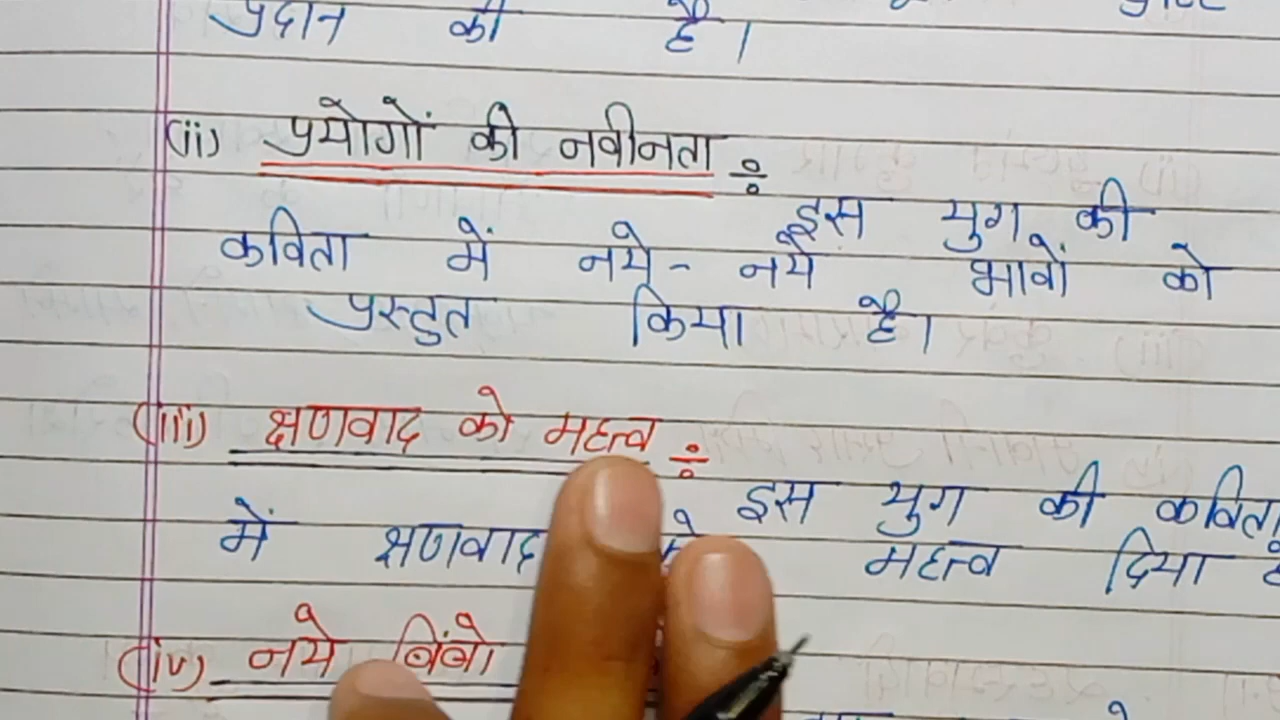 प्रदान की है।
(ii) प्रयोगों की नवीनता ÷
इस युग की
कविता में नये - नये भावों को
प्रस्तुत किया है।
(iii) क्षणवाद को महत्व ÷
इस युग की कविता
में क्षणवाद महत्व दिया
(iv) नये बिंबो